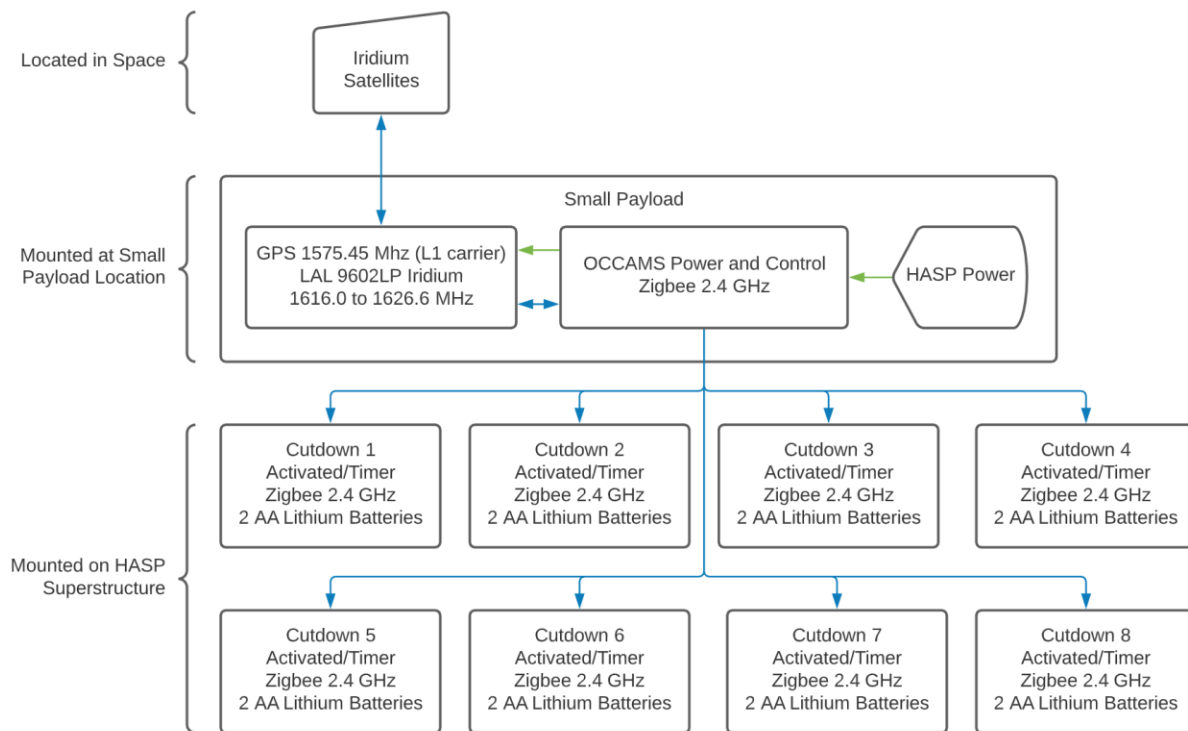 Located in Space
Iridium
Satellites
Mounted at Small
Payload Location
Small Payload
GPS 1575.45 Mhz (L1 carrier)
LAL 9602LP Iridium
1616.0 to 1626.6 MHz
OCCAMS Power and Control
Zigbee 2.4 GHz
HASP Power
Mounted on HASP
Superstructure
Cutdown 1
Activated/Timer
Zigbee 2.4 GHz
2 AA Lithium Batteries
Cutdown 2
Activated/Timer
Zigbee 2.4 GHz
2 AA Lithium Batteries
Cutdown 3
Activated/Timer
Zigbee 2.4 GHz
2 AA Lithium Batteries
Cutdown 4
Activated/Timer
Zigbee 2.4 GHz
2 AA Lithium Batteries
Cutdown 5
Activated/Timer
Zigbee 2.4 GHz
2 AA Lithium Batteries
Cutdown 6
Activated/Timer
Zigbee 2.4 GHz
2 AA Lithium Batteries
Cutdown 7
Activated/Timer
Zigbee 2.4 GHz
2 AA Lithium Batteries
Cutdown 8
Activated/Timer
Zigbee 2.4 GHz
2 AA Lithium Batteries